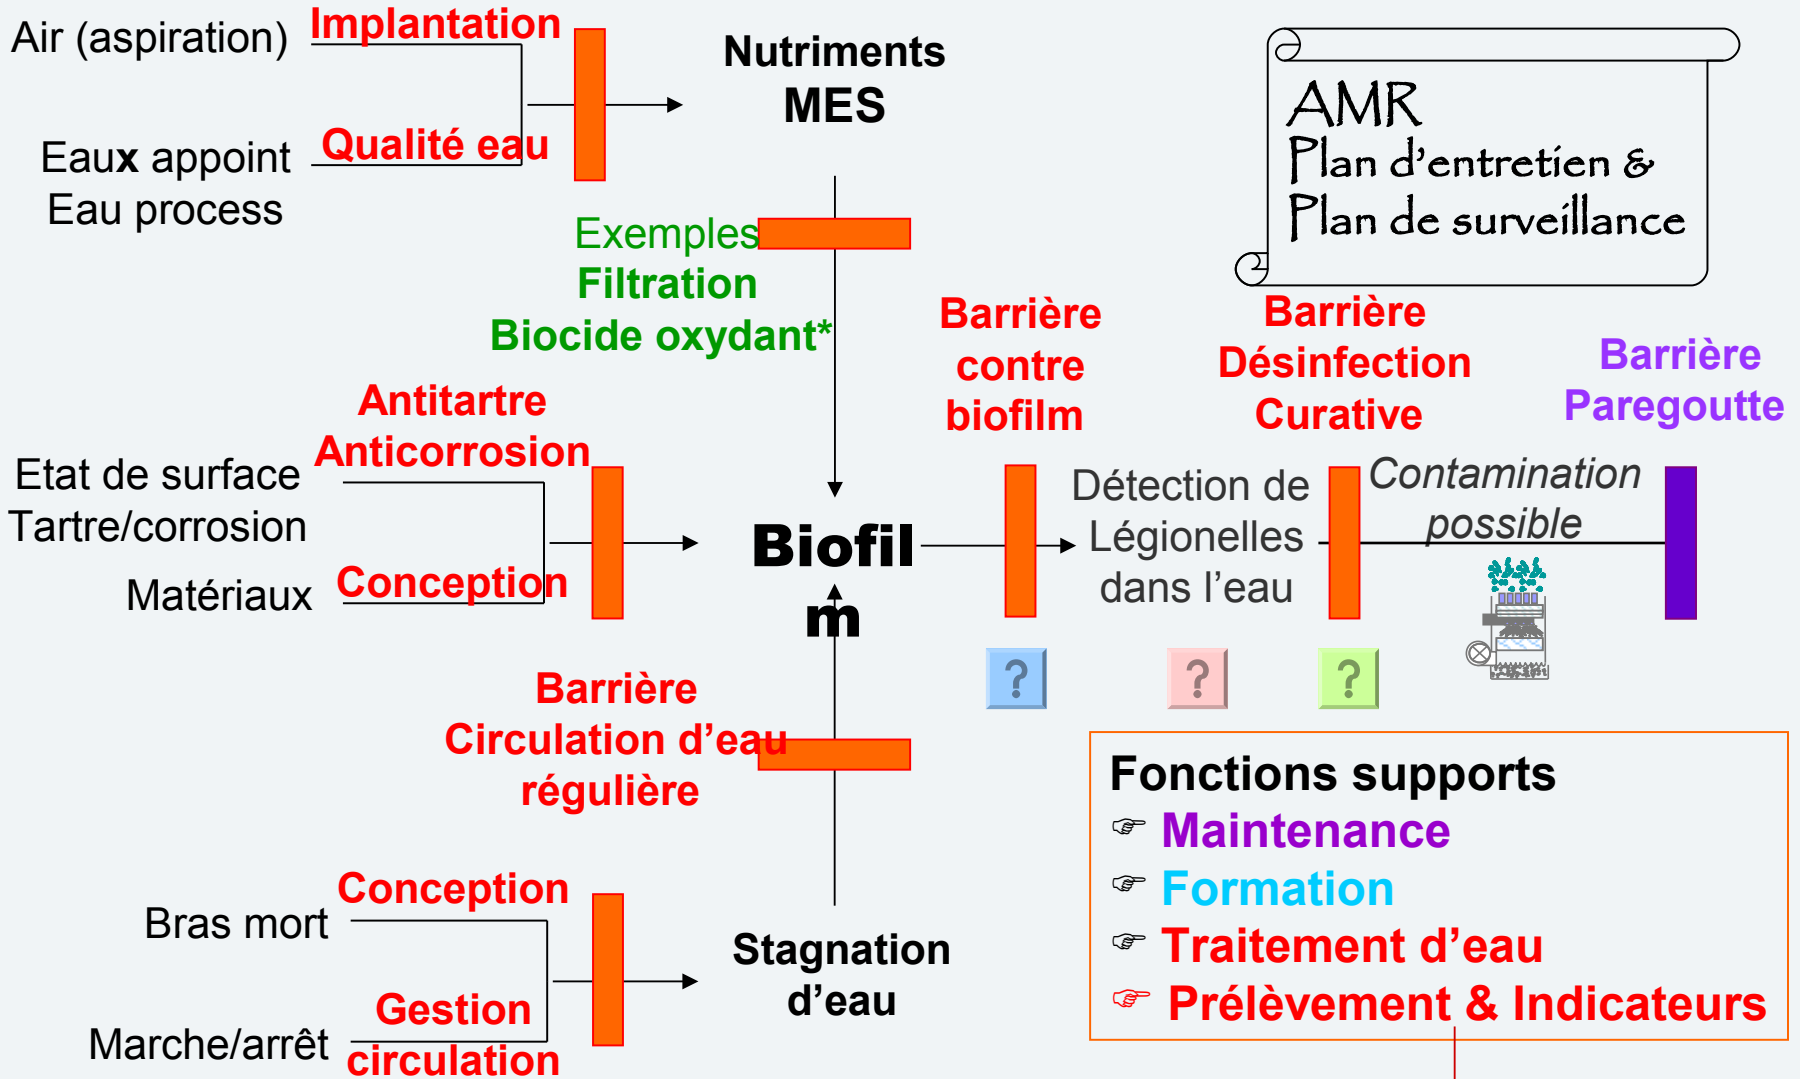 Air (aspiration)
Implantation
Eaux appoint
Eau process
Qualité eau
Nutriments
MES
AMR
Plan d'entretien &
Plan de surveillance
Exemples
Filtration
Biocide oxydant*
Antitartre
Anticorrosion
Etat de surface
Tartre/corrosion
Matériaux
Conception
Biofil
m
Barrière
contre
biofilm
Détection de
Légionelles
dans l'eau
Barrière
Désinfection
Curative
Contamination
possible
Barrière
Paregoutte
?
?
?
Barrière
Circulation d'eau
régulière
Bras mort
Conception
Marche/arrêt
Gestion
circulation
Stagnation
d'eau
Fonctions supports
☞ Maintenance
☞ Formation
☞ Traitement d'eau
☞ Prélèvement & Indicateurs